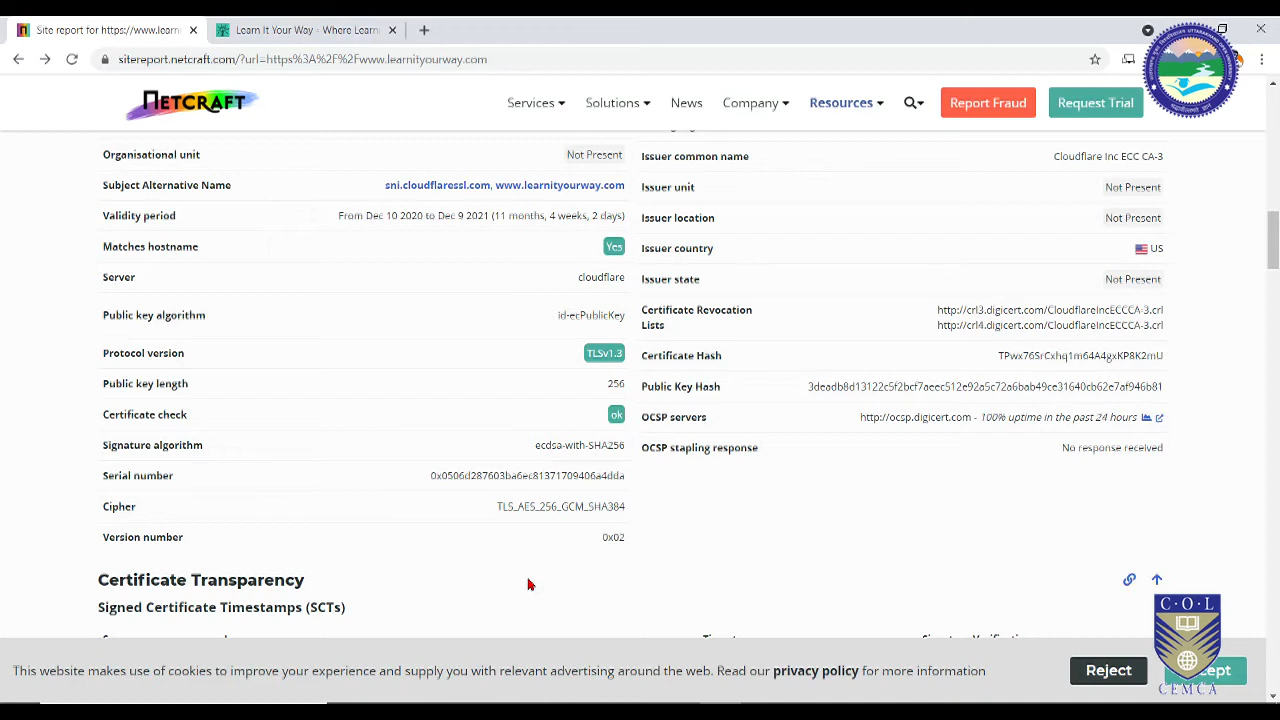 Site report for https://www.learni
Learn It Your Way - Where Learni
sitereport.netcraft.com/?url=https%3A%2F%2Fwww.learnityourway.com
NETCRAFT
Services
Solutions
News
Company
Resources
Report Fraud
Request Trial
Organisational unit
Not Present
Subject Alternative Name
sni.cloudflaressl.com, www.learnityourway.com
Validity period
From Dec 10 2020 to Dec 9 2021 (11 months, 4 weeks, 2 days)
Matches hostname
Yes
Server
cloudflare
Public key algorithm
id-ecPublicKey
Protocol version
TLSv1.3
Public key length
256
Certificate check
ok
Signature algorithm
ecdsa-with-SHA256
Serial number
0x0506d287603ba6ec81371709406a4dda
Cipher
TLS_AES_256_GCM_SHA384
Version number
0x02
Issuer common name
Cloudflare Inc ECC CA-3
Issuer unit
Not Present
Issuer location
Not Present
Issuer country
US
Issuer state
Not Present
Certificate Revocation
Lists
http://crl3.digicert.com/CloudflareIncECCCA-3.crl
http://crl4.digicert.com/CloudflareIncECCCA-3.crl
Certificate Hash
TPwx76SrCxhq1m64A4gxKP8K2mU
Public Key Hash
3deadb8d13122c5f2bcf7aeec512e92a5c72a6bab49ce31640cb62e7af946b81
OCSP servers
http://ocsp.digicert.com - 100% uptime in the past 24 hours
OCSP stapling response
No response received
Certificate Transparency
Signed Certificate Timestamps (SCTs)
This website makes use of cookies to improve your experience and supply you with relevant advertising around the web. Read our privacy policy for more information
Reject
cept
C·O·L
CEMCA